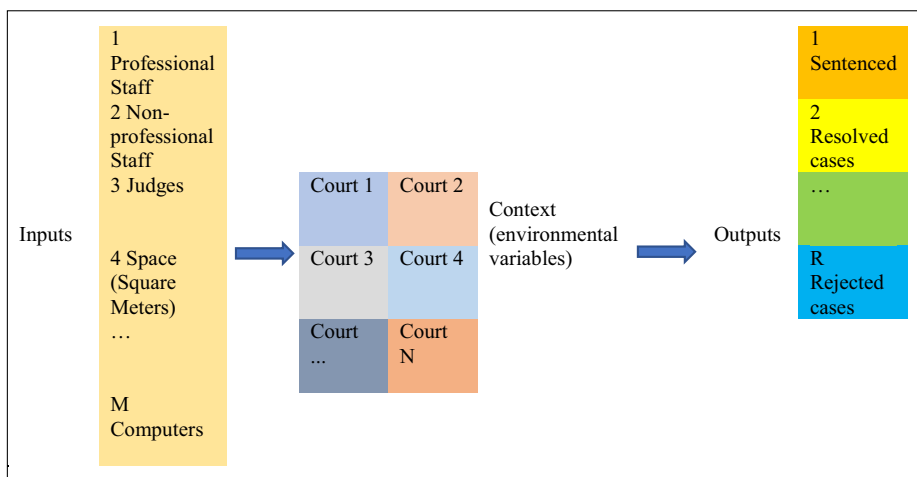 Inputs
1
Professional
Staff
2 Non-
professional
Staff
3 Judges
4 Space
(Square
Meters)
…
M
Computers
Court 1
Court 2
Court 3
Court 4
Court
...
Court
N
Context
(environmental
variables)
Outputs
1
Sentenced
2
Resolved
cases
…
R
Rejected
cases